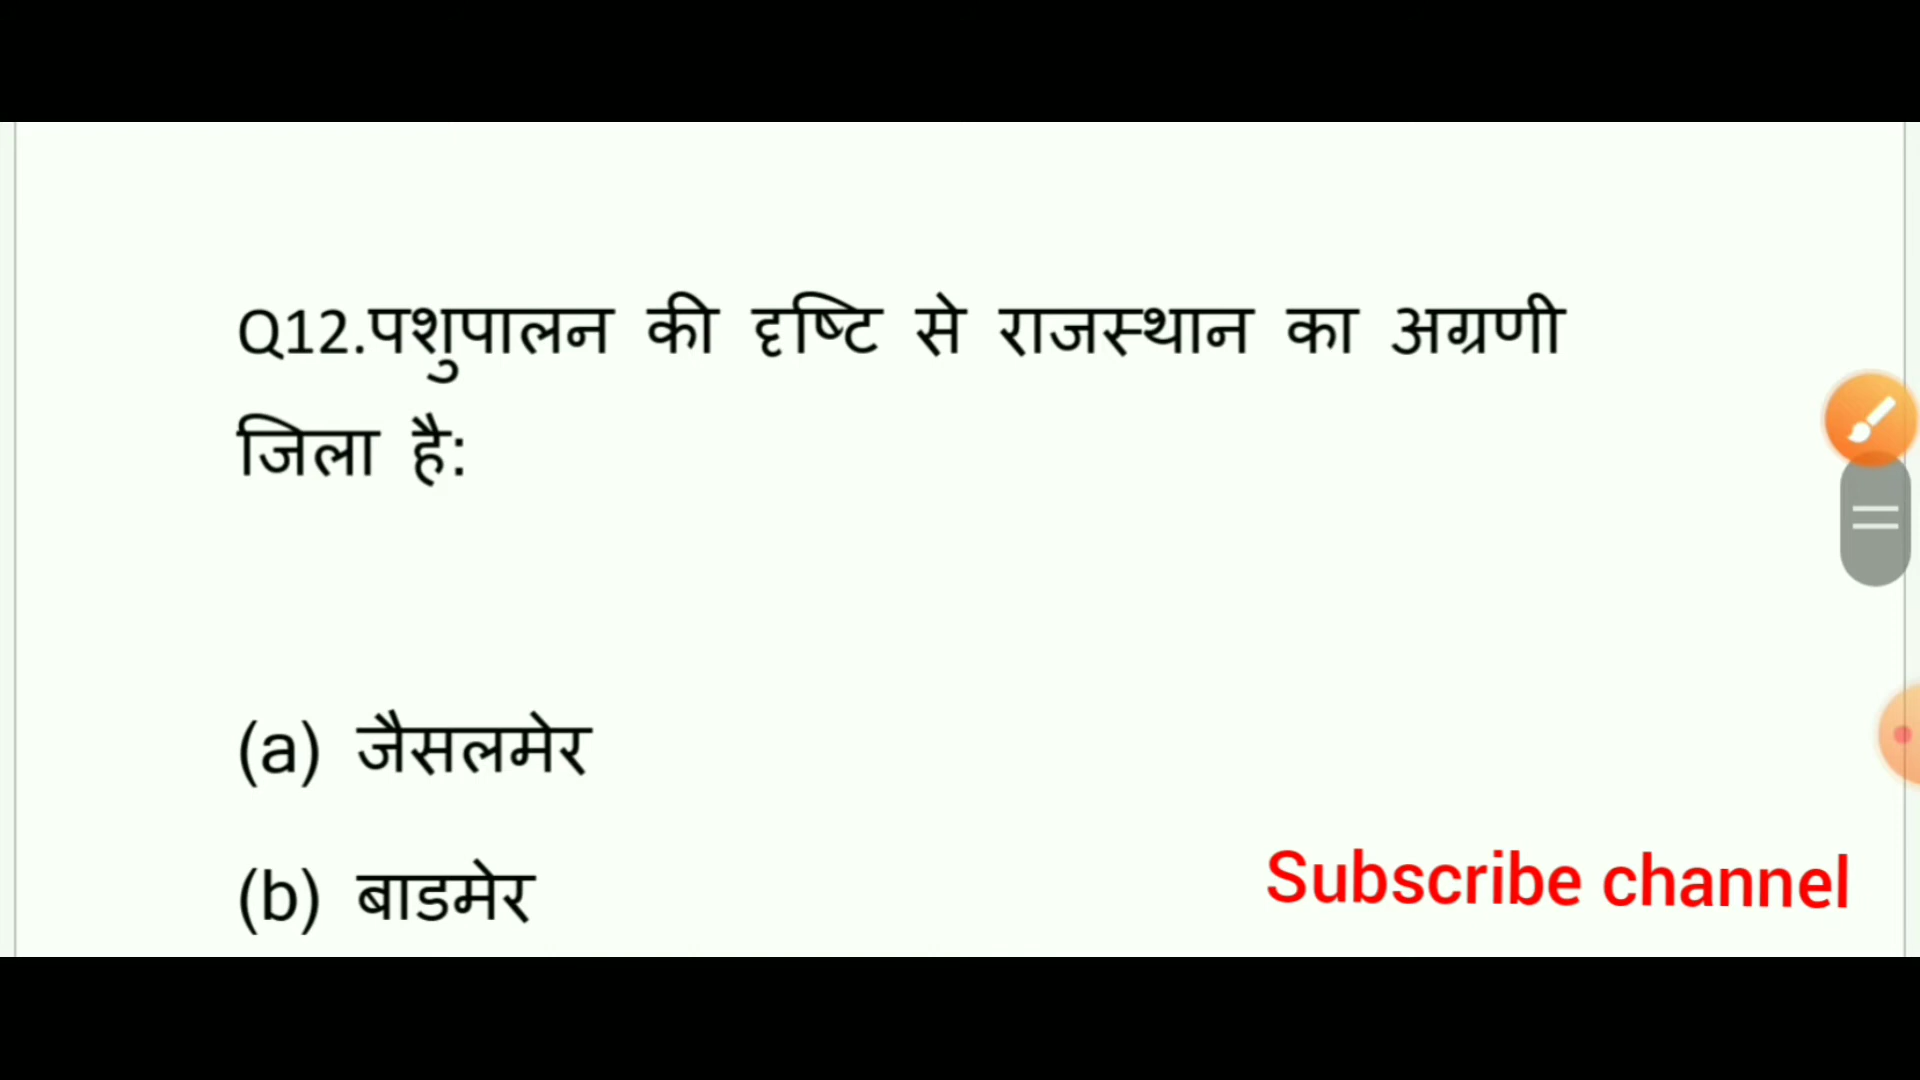 Q12.पशुपालन की दृष्टि से राजस्थान का अग्रणी
जिला है:
(a) जैसलमेर
(b) बाडमेर
Subscribe channel